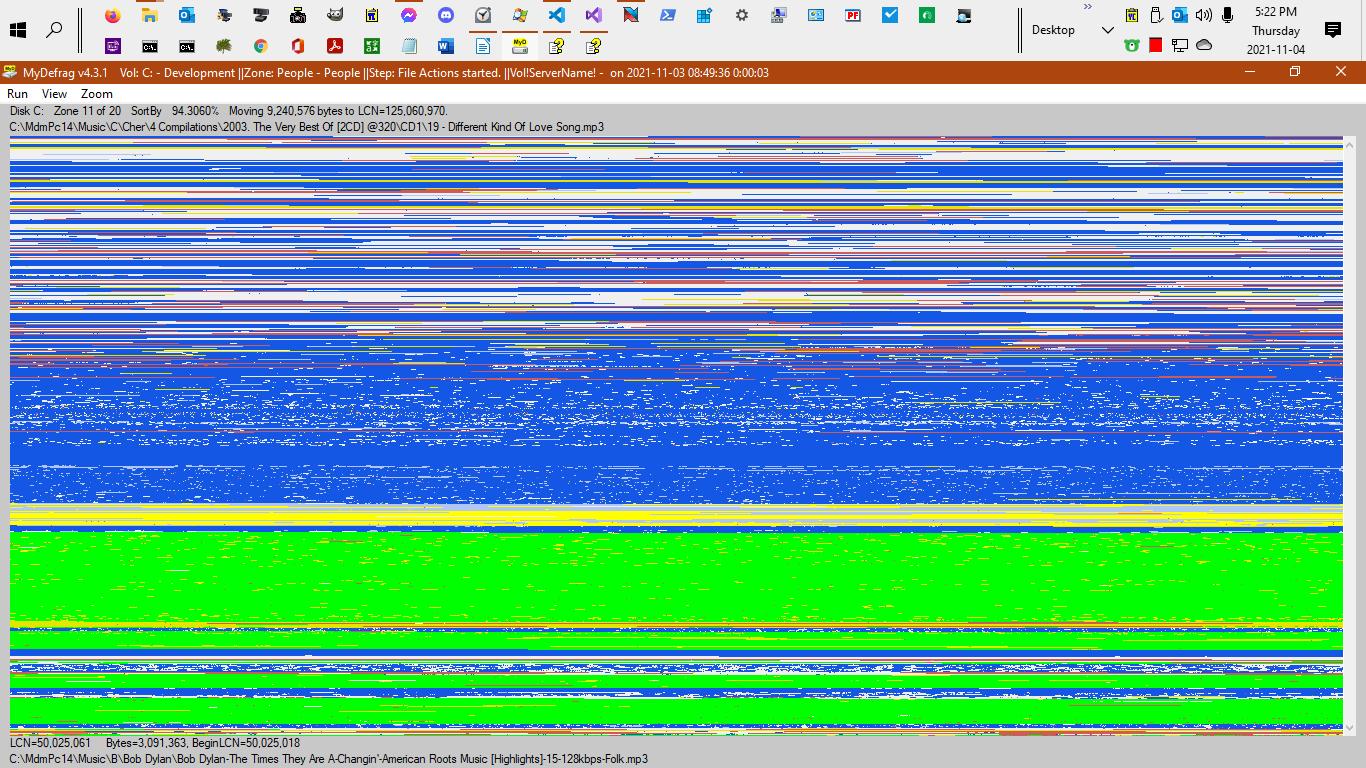 5:22 PM
Desktop
Thursday
2021-11-04
MyDefrag v4.3.1 Vol: C: - Development ||Zone: People - People ||Step: File Actions started. ||Vol!ServerName! - on 2021-11-03 08:49:36 0:00:03
Run View Zoom
Disk C: Zone 11 of 20 SortBy 94.3060% Moving 9,240,576 bytes to LCN=125,060,970.
C:\MdmPc14\Music\C\Cher\4 Compilations\2003. The Very Best Of [2CD] @320\CD1\19 - Different Kind Of Love Song.mp3
LCN=50,025,061 Bytes=3,091,363, BeginLCN=50,025,018
C:\MdmPc14\Music\B\Bob Dylan\Bob Dylan-The Times They Are A-Changin'-American Roots Music [Highlights]-15-128kbps-Folk.mp3